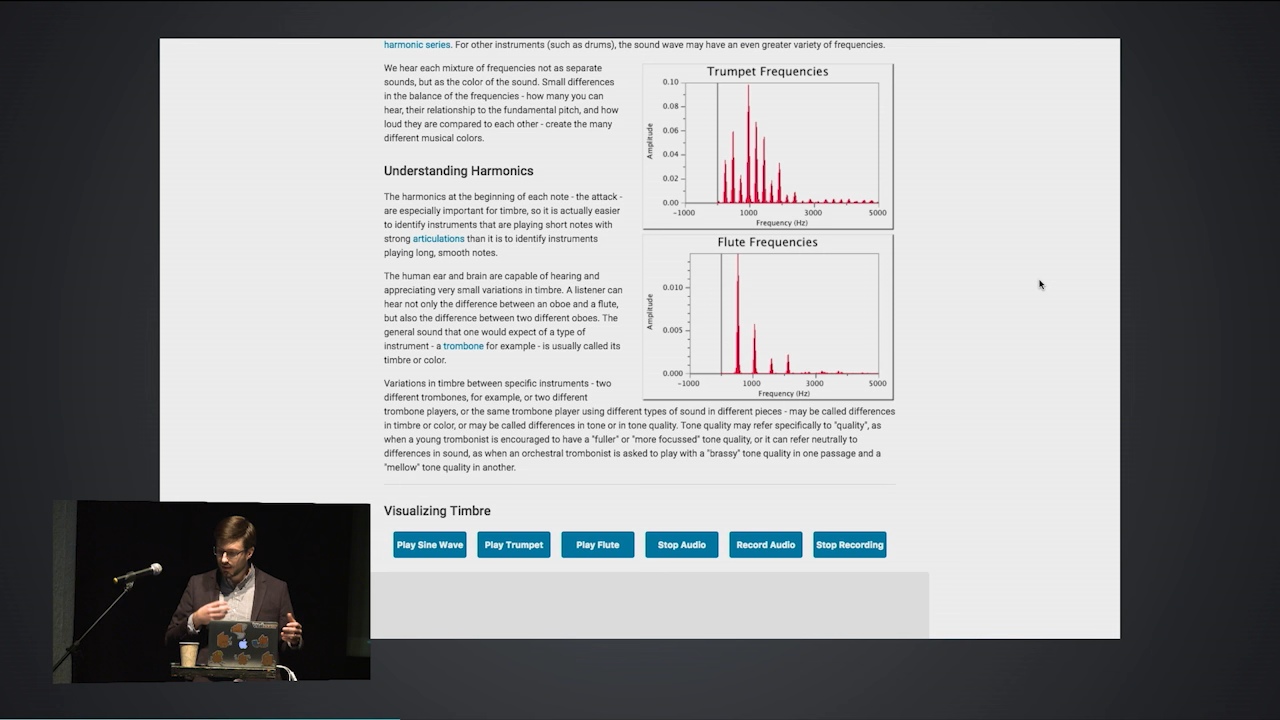 harmonic series. For other instruments (such as drums), the sound wave may have an even greater variety of frequencies.
We hear each mixture of frequencies not as separate
sounds, but as the color of the sound. Small differences
in the balance of the frequencies - how many you can
hear, their relationship to the fundamental pitch, and how
loud they are compared to each other - create the many
different musical colors.
Trumpet Frequencies
Amplitude
0.10
0.08
0.06
0.04
0.02
0.00
−1000 1000 3000 5000
Frequency (Hz)
Understanding Harmonics
The harmonics at the beginning of each note - the attack -
are especially important for timbre, so it is actually easier
to identify instruments that are playing short notes with
strong articulations than it is to identify instruments
playing long, smooth notes.
Flute Frequencies
Amplitude
0.010
0.005
0.000
−1000 1000 3000 5000
Frequency (Hz)
The human ear and brain are capable of hearing and
appreciating very small variations in timbre. A listener can
hear not only the difference between an oboe and a flute,
but also the difference between two different oboes. The
general sound that one would expect of a type of
instrument - a trombone for example - is usually called its
timbre or color.
Variations in timbre between specific instruments - two
different trombones, for example, or two different
trombone players, or the same trombone player using different types of sound in different pieces - may be called differences
in timbre or color, or may be called differences in tone or in tone quality. Tone quality may refer specifically to "quality", as
when a young trombonist is encouraged to have a "fuller" or "more focussed" tone quality, or it can refer neutrally to
differences in sound, as when an orchestral trombonist is asked to play with a "brassy" tone quality in one passage and a
"mellow" tone quality in another.
Visualizing Timbre
Play Sine Wave Play Trumpet Play Flute Stop Audio Record Audio Stop Recording